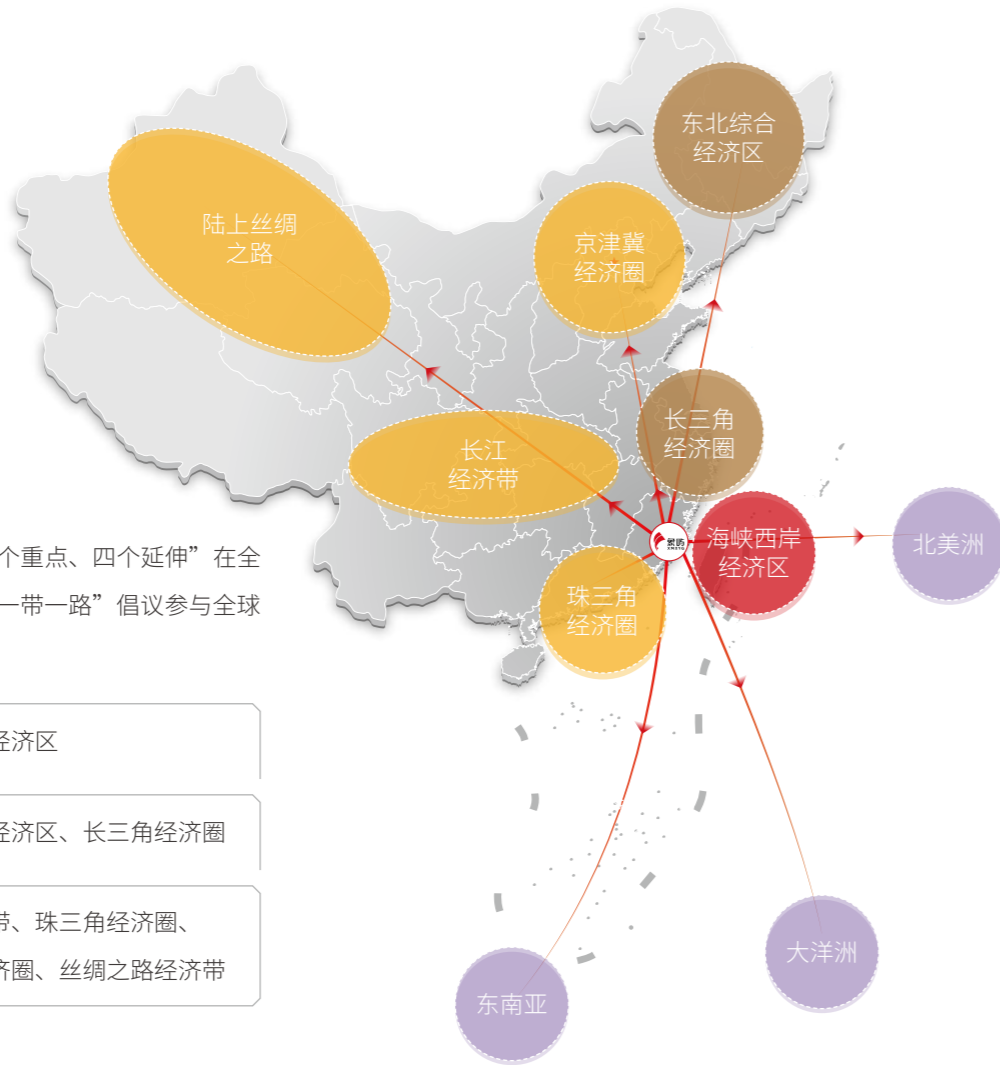 东北综合
经济区
陆上丝绸
之路
京津冀
经济圈
长三角
经济圈
长江
经济带
海峡西岸
经济区
北美洲
珠三角
经济圈
个重点、四个延伸”在全
一带一路”倡议参与全球
经济区
经济区、长三角经济圈
带、珠三角经济圈、
济圈、丝绸之路经济带
大洋洲
东南亚